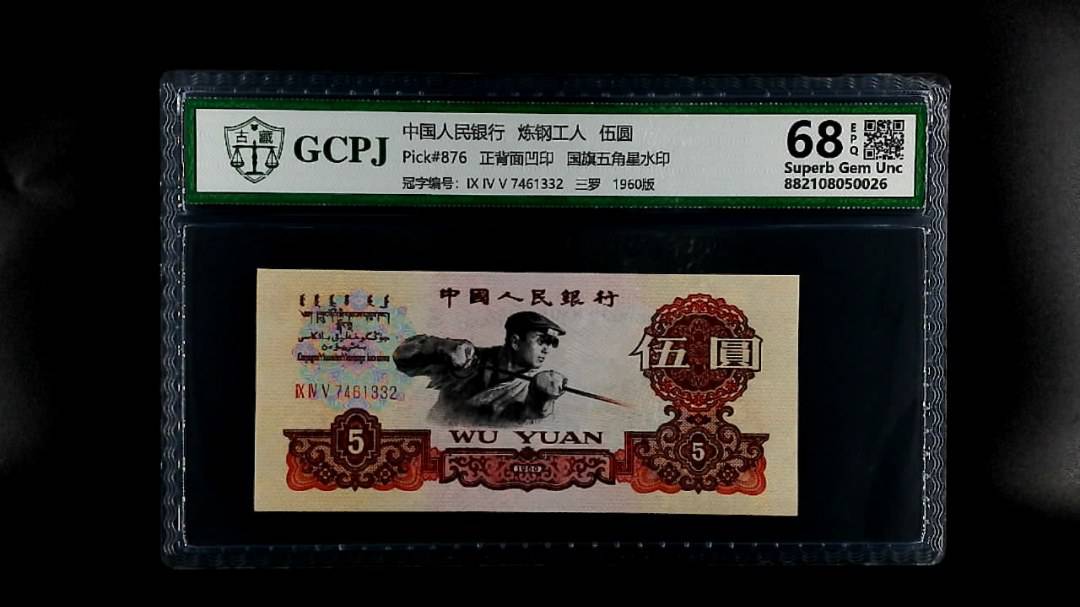 古 藏
GCPJ
中国人民银行 炼钢工人 伍圆
Pick#876 正背面凹印 国旗五角星水印
冠字编号: IX IV V 7461332 三罗 1960版
68 EPQ
Superb Gem Unc
882108050026
中國人民銀行
伍圓
IX IV V 7461332
WU YUAN
5
5
1960